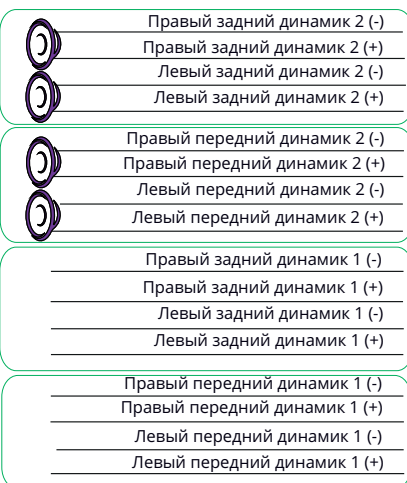 Правый задний динамик 2 (-)
Правый задний динамик 2 (+)
Левый задний динамик 2 (-)
Левый задний динамик 2 (+)
Правый передний динамик 2 (-)
Правый передний динамик 2 (+)
Левый передний динамик 2 (-)
Левый передний динамик 2 (+)
Правый задний динамик 1 (-)
Правый задний динамик 1 (+)
Левый задний динамик 1 (-)
Левый задний динамик 1 (+)
Правый передний динамик 1 (-)
Правый передний динамик 1 (+)
Левый передний динамик 1 (-)
Левый передний динамик 1 (+)